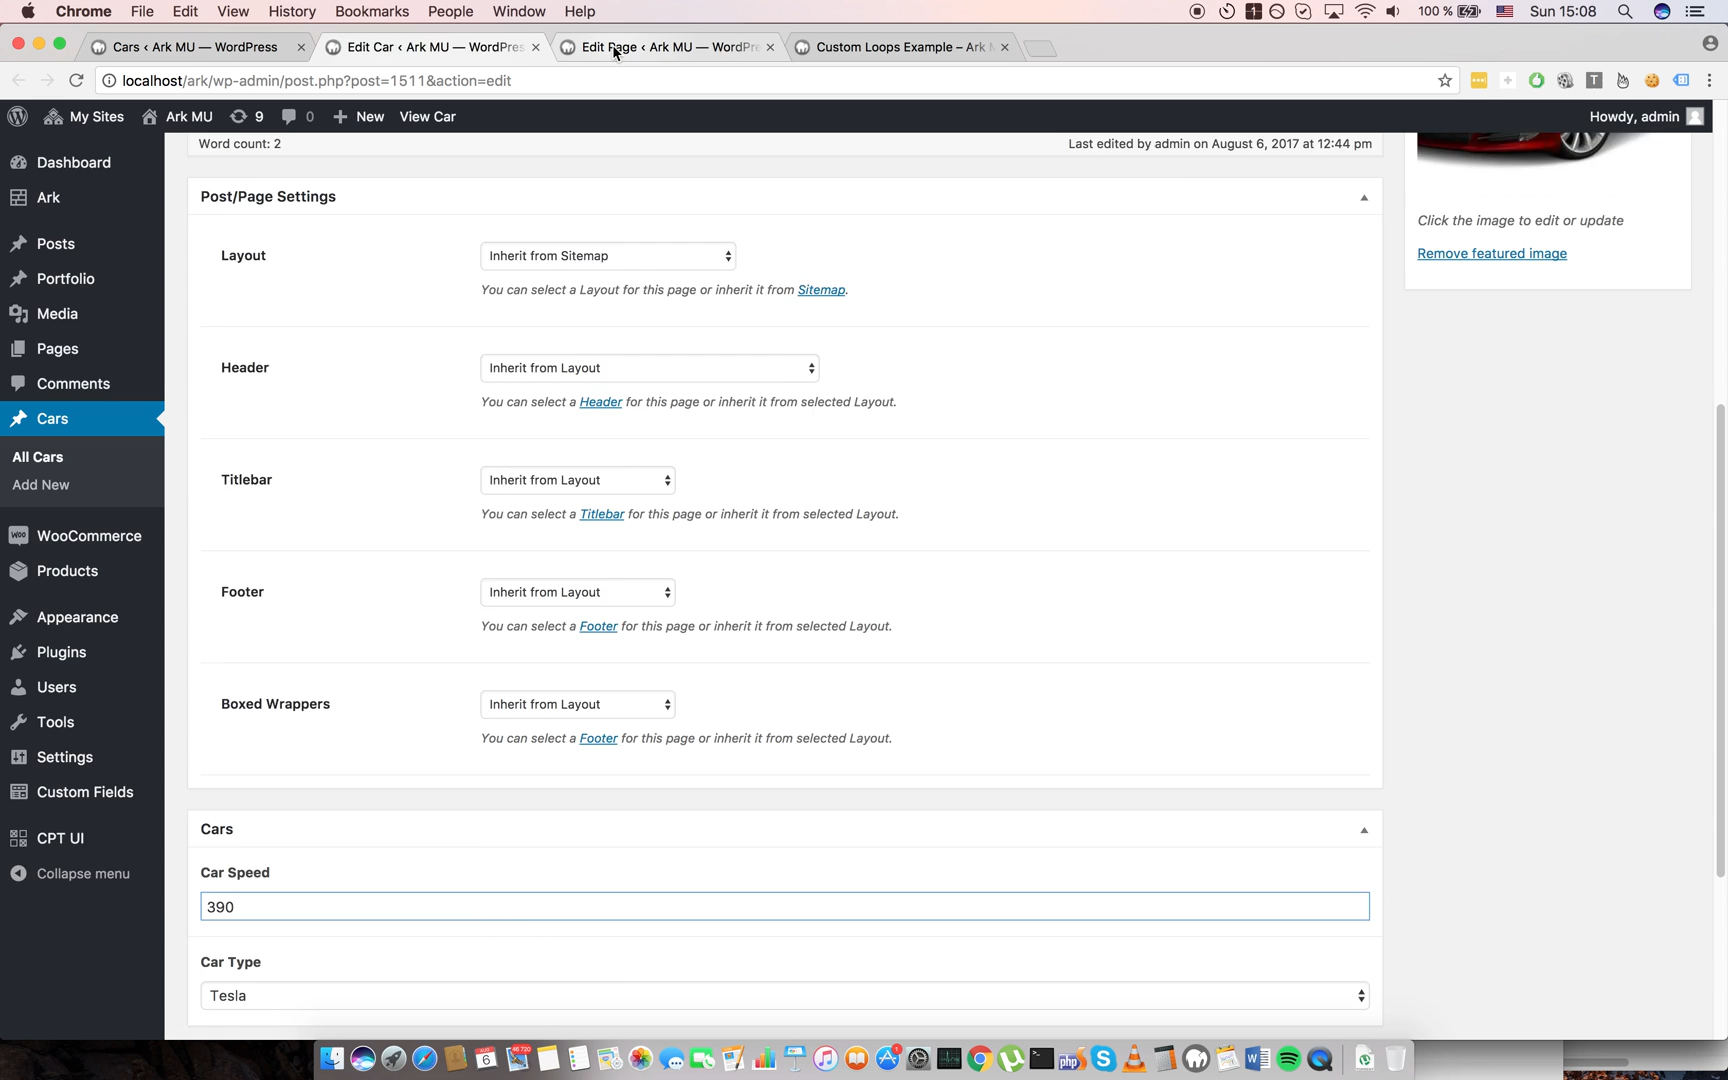 Chrome File Edit View History Bookmarks People Window Help 100 % Sun 15:08
Cars ‹ Ark MU — WordPress Edit Car ‹ Ark MU — WordPres Edit Page ‹ Ark MU — WordPre Custom Loops Example – Ark M
localhost/ark/wp-admin/post.php?post=1511&action=edit
My Sites Ark MU 9 0 New View Car Howdy, admin
Word count: 2 Last edited by admin on August 6, 2017 at 12:44 pm
Dashboard
Ark
Posts
Portfolio
Media
Pages
Comments
Cars
All Cars
Add New
WooCommerce
Products
Appearance
Plugins
Users
Tools
Settings
Custom Fields
CPT UI
Collapse menu
Post/Page Settings
Layout Inherit from Sitemap
You can select a Layout for this page or inherit it from Sitemap.
Header Inherit from Layout
You can select a Header for this page or inherit it from selected Layout.
Titlebar Inherit from Layout
You can select a Titlebar for this page or inherit it from selected Layout.
Footer Inherit from Layout
You can select a Footer for this page or inherit it from selected Layout.
Boxed Wrappers Inherit from Layout
You can select a Footer for this page or inherit it from selected Layout.
Cars
Car Speed
390
Car Type
Tesla
Click the image to edit or update
Remove featured image